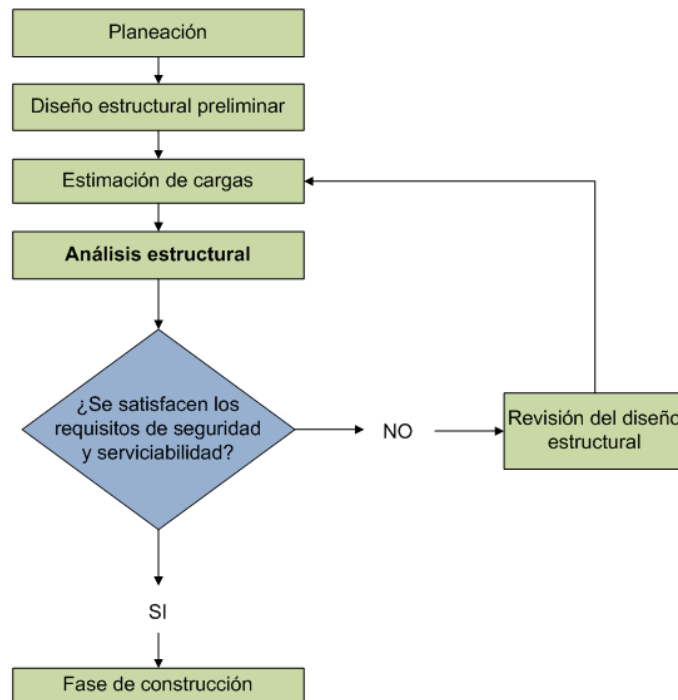 Planeación
Diseño estructural preliminar
Estimación de cargas
Análisis estructural
¿Se satisfacen los
requisitos de seguridad
y serviciabilidad?
NO
Revisión del diseño
estructural
SI
Fase de construcción